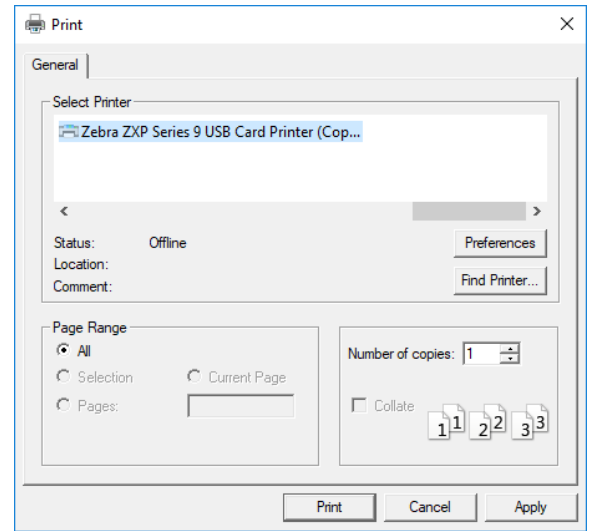 Print
General
Select Printer
Zebra ZXP Series 9 USB Card Printer (Cop...
Status: Offline
Preferences
Location:
Comment:
Find Printer...
Page Range
All
Selection
Current Page
Pages:
Number of copies: 1
Collate
1 1 2 2 3 3
Print Cancel Apply